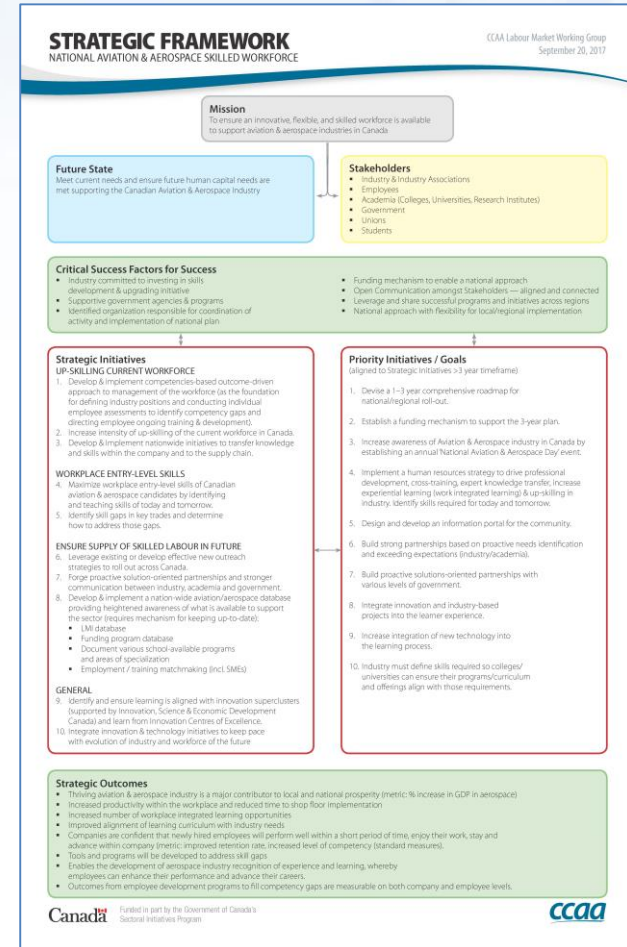 STRATEGIC FRAMEWORK
NATIONAL AVIATION & AEROSPACE SKILLED WORKFORCE
CCAA Labour Market Working Group
September 20, 2017
Mission
To ensure an innovative, flexible, and skilled workforce is available
to support aviation & aerospace industries in Canada
Future State
Meet current needs and ensure future human capital needs are
met supporting the Canadian Aviation & Aerospace Industry
Stakeholders
▪ Industry & Industry Associations
▪ Employees
▪ Academia (Colleges, Universities, Research Institutes)
▪ Government
▪ Unions
▪ Students
Critical Success Factors for Success
▪ Industry committed to investing in skills
development & upgrading initiative
▪ Supportive government agencies & programs
▪ Identified organization responsible for coordination of
activity and implementation of national plan
▪ Funding mechanism to enable a national approach
▪ Open Communication amongst Stakeholders — aligned and connected
▪ Leverage and share successful programs and initiatives across regions
▪ National approach with flexibility for local/regional implementation
Strategic Initiatives
UP-SKILLING CURRENT WORKFORCE
1. Develop & implement competencies-based outcome-driven
approach to management of the workforce (as the foundation
for defining industry positions and conducting individual
employee assessments to identify competency gaps and
directing employee ongoing training & development).
2. Increase intensity of up-skilling of the current workforce in Canada.
3. Develop & implement nationwide initiatives to transfer knowledge
and skills within the company and to the supply chain.
WORKPLACE ENTRY-LEVEL SKILLS
4. Maximize workplace entry-level skills of Canadian
aviation & aerospace candidates by identifying
and teaching skills of today and tomorrow.
5. Identify skill gaps in key trades and determine
how to address those gaps.
ENSURE SUPPLY OF SKILLED LABOUR IN FUTURE
6. Leverage existing or develop effective new outreach
strategies to roll out across Canada.
7. Forge proactive solution-oriented partnerships and stronger
communication between industry, academia and government.
8. Develop & implement a nation-wide aviation/aerospace database
providing heightened awareness of what is available to support
the sector (requires mechanism for keeping up-to-date):
▪ LMI database
▪ Funding program database
▪ Document various school-available programs
and areas of specialization
▪ Employment / training matchmaking (incl. SMEs)
GENERAL
9. Identify and ensure learning is aligned with innovation superclusters
(supported by Innovation, Science & Economic Development
Canada) and learn from Innovation Centres of Excellence.
10. Integrate innovation & technology initiatives to keep pace
with evolution of industry and workforce of the future
Priority Initiatives / Goals
(aligned to Strategic Initiatives >3 year timeframe)
1. Devise a 1–3 year comprehensive roadmap for
national/regional roll-out.
2. Establish a funding mechanism to support the 3-year plan.
3. Increase awareness of Aviation & Aerospace industry in Canada by
establishing an annual 'National Aviation & Aerospace Day' event.
4. Implement a human resources strategy to drive professional
development, cross-training, expert knowledge transfer, increase
experiential learning (work integrated learning) & up-skilling in
industry. Identify skills required for today and tomorrow.
5. Design and develop an information portal for the community.
6. Build strong partnerships based on proactive needs identification
and exceeding expectations (industry/academia).
7. Build proactive solutions-oriented partnerships with
various levels of government.
8. Integrate innovation and industry-based
projects into the learner experience.
9. Increase integration of new technology into
the learning process.
10. Industry must define skills required so colleges/
universities can ensure their programs/curriculum
and offerings align with those requirements.
Strategic Outcomes
▪ Thriving aviation & aerospace industry is a major contributor to local and national prosperity (metric: % increase in GDP in aerospace)
▪ Increased productivity within the workplace and reduced time to shop floor implementation
▪ Increased number of workplace integrated learning opportunities
▪ Improved alignment of learning curriculum with industry needs
▪ Companies are confident that newly hired employees will perform well within a short period of time, enjoy their work, stay and
advance within company (metric: improved retention rate, increased level of competency (standard measures).
▪ Tools and programs will be developed to address skill gaps
▪ Enables the development of aerospace industry recognition of experience and learning, whereby
employees can enhance their performance and advance their careers.
▪ Outcomes from employee development programs to fill competency gaps are measurable on both company and employee levels.
Canada
Funded in part by the Government of Canada's
Sectoral Initiatives Program
ccaa